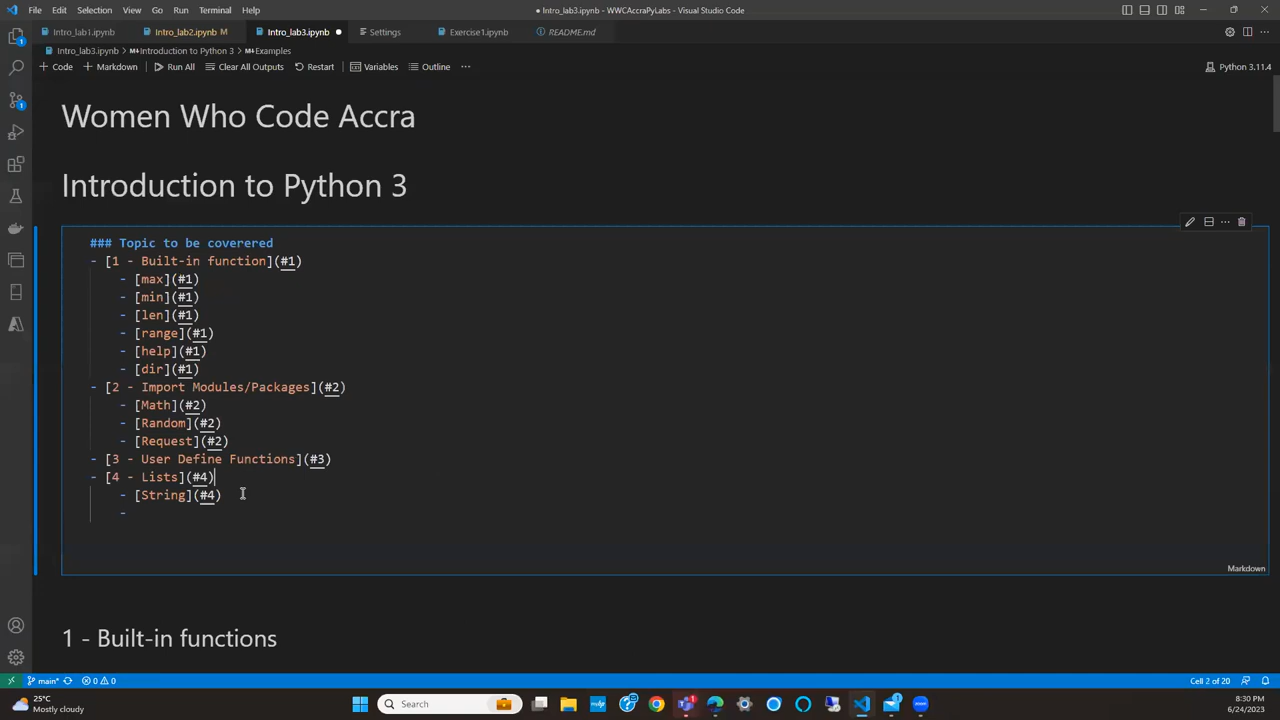 File Edit Selection View Go Run Terminal Help
● Intro_lab3.ipynb - WWCAccraPyLabs - Visual Studio Code
Intro_lab1.ipynb Intro_lab2.ipynb M Intro_lab3.ipynb ● Settings Exercise1.ipynb README.md
Intro_lab3.ipynb > Introduction to Python 3 > Examples
+ Code + Markdown Run All Clear All Outputs Restart Variables Outline ··· Python 3.11.4
Women Who Code Accra
Introduction to Python 3
### Topic to be coverered
- [1 - Built-in function](#1)
- [max](#1)
- [min](#1)
- [len](#1)
- [range](#1)
- [help](#1)
- [dir](#1)
- [2 - Import Modules/Packages](#2)
- [Math](#2)
- [Random](#2)
- [Request](#2)
- [3 - User Define Functions](#3)
- [4 - Lists](#4)
- [String](#4)
-
Markdown
1 - Built-in functions
main* 0 0 Cell 2 of 20
25°C
Mostly cloudy
Search
8:30 PM
6/24/2023